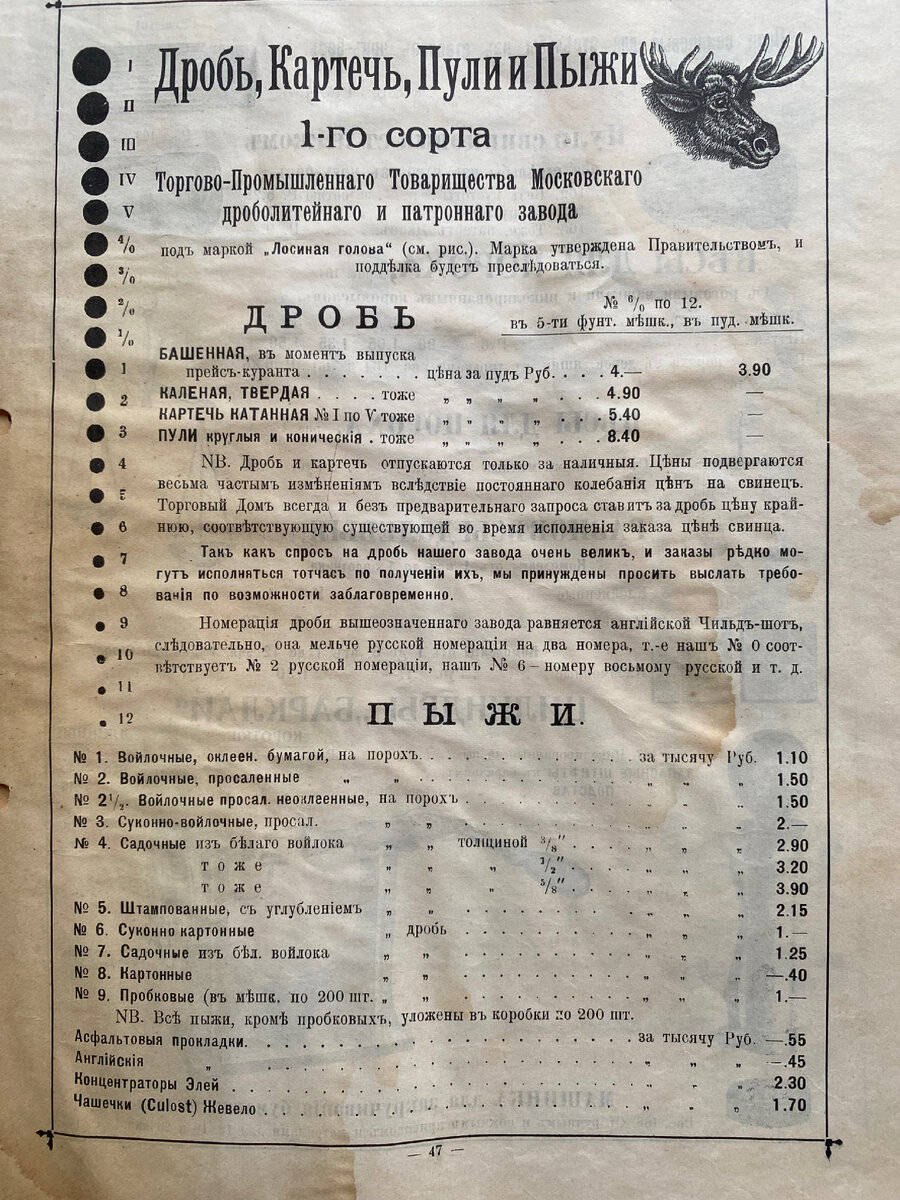 Дробь, Картечь, Пули и Пыжи
1-го сорта
Торгово-Промышленнаго Товарищества Московскаго
дроболитейнаго и патроннаго завода
подъ маркой „Лосиная голова“ (см. рис.). Марка утверждена Правительствомъ, и
поддѣлка будетъ преслѣдоваться.
I
II
III
IV
V
4/0
3/0
2/0
1/0
1
2
3
4
5
6
7
8
9
10
11
12
ДРОБЬ
№ 6/0 по 12.
въ 5-ти фунт. мѣшк., въ пуд. мѣшк.
БАШЕННАЯ, въ моментъ выпуска
прейсъ-куранта . . . . . . . цѣна за пудъ Руб. . . . 4.— 3.90
КАЛЕНАЯ, ТВЕРДАЯ . . . . тоже „ „ „ „ . . . 4.90 —
КАРТЕЧЬ КАТАННАЯ № I по V тоже „ „ „ „ . . . 5.40 —
ПУЛИ круглыя и коническія . тоже „ „ „ „ . . . 8.40 —
NB. Дробь и картечь отпускаются только за наличныя. Цѣны подвергаются
весьма частымъ измѣненіямъ вслѣдствіе постояннаго колебанія цѣнъ на свинецъ.
Торговый Домъ всегда и безъ предварительнаго запроса ставитъ за дробь цѣну край-
нюю, соотвѣтствующую существующей во время исполненія заказа цѣнѣ свинца.
Такъ какъ спросъ на дробь нашего завода очень великъ, и заказы рѣдко мо-
гутъ исполняться тотчасъ по полученіи ихъ, мы принуждены просить выслать требо-
ванія по возможности заблаговременно.
Номерація дроби вышеозначеннаго завода равняется англійской Чильдъ-шотъ,
слѣдовательно, она мельче русской номераціи на два номера, т.-е нашъ № 0 соот-
вѣтствуетъ № 2 русской номераціи, нашъ № 6 — номеру восьмому русской и т. д.
ПЫЖИ.
№ 1. Войлочные, оклеен. бумагой, на порохъ. . . . . . . . . . . за тысячу Руб. 1.10
№ 2. Войлочные, просаленные „ „ . . . . . . . . . . „ „ „ 1.50
№ 2 1/2. Войлочные просал. неоклеенные, на порохъ . . . . . . . . „ „ „ 1.50
№ 3. Суконно-войлочные, просал. „ „ . . . . . . . . „ „ „ 2.—
№ 4. Садочные изъ бѣлаго войлока „ „ толщиной 3/8″ . . . . „ „ „ 2.90
тоже „ „ „ 1/2″ . . . . „ „ „ 3.20
тоже „ „ „ 5/8″ . . . . „ „ „ 3.90
№ 5. Штампованные, съ углубленіемъ „ „ . . . . . . . . „ „ „ 2.15
№ 6. Суконно картонные „ дробь . . . . . . . . „ „ „ 1.—
№ 7. Садочные изъ бѣл. войлока „ „ . . . . . . . . „ „ „ 1.25
№ 8. Картонные „ „ . . . . . . . . „ „ „ —.40
№ 9. Пробковые (въ мѣшк. по 200 шт. „ „ . . . . . . . . „ „ „ 1.—
NB. Всѣ пыжи, кромѣ пробковыхъ, уложены въ коробки по 200 шт.
Асфальтовыя прокладки. . . . . . . . . . . . . . . . за тысячу Руб. —.55
Англійскія „ . . . . . . . . . . . . . . . . „ „ „ —.45
Концентраторы Элей . . . . . . . . . . . . . . . . „ „ „ 2.30
Чашечки (Culost) Жевело . . . . . . . . . . . . . . . „ „ „ 1.70
— 47 —